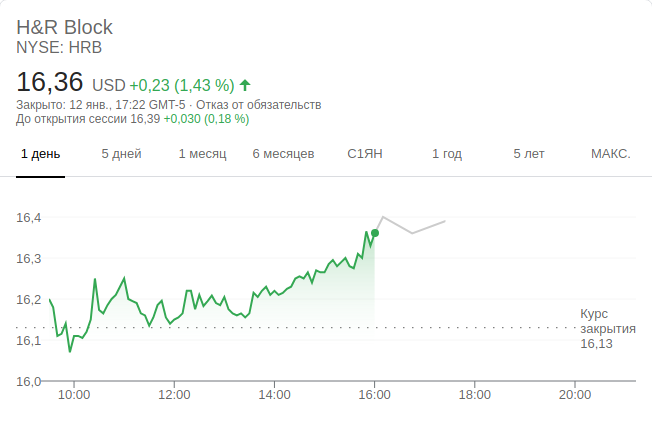 H&R Block
NYSE: HRB
16,36 USD +0,23 (1,43 %)
Закрыто: 12 янв., 17:22 GMT-5 · Отказ от обязательств
До открытия сессии 16,39 +0,030 (0,18 %)
1 день 5 дней 1 месяц 6 месяцев С1ЯН 1 год 5 лет МАКС.
16,4
16,3
16,2
Курс
закрытия
16,13
16,1
16,0
10:00 12:00 14:00 16:00 18:00 20:00